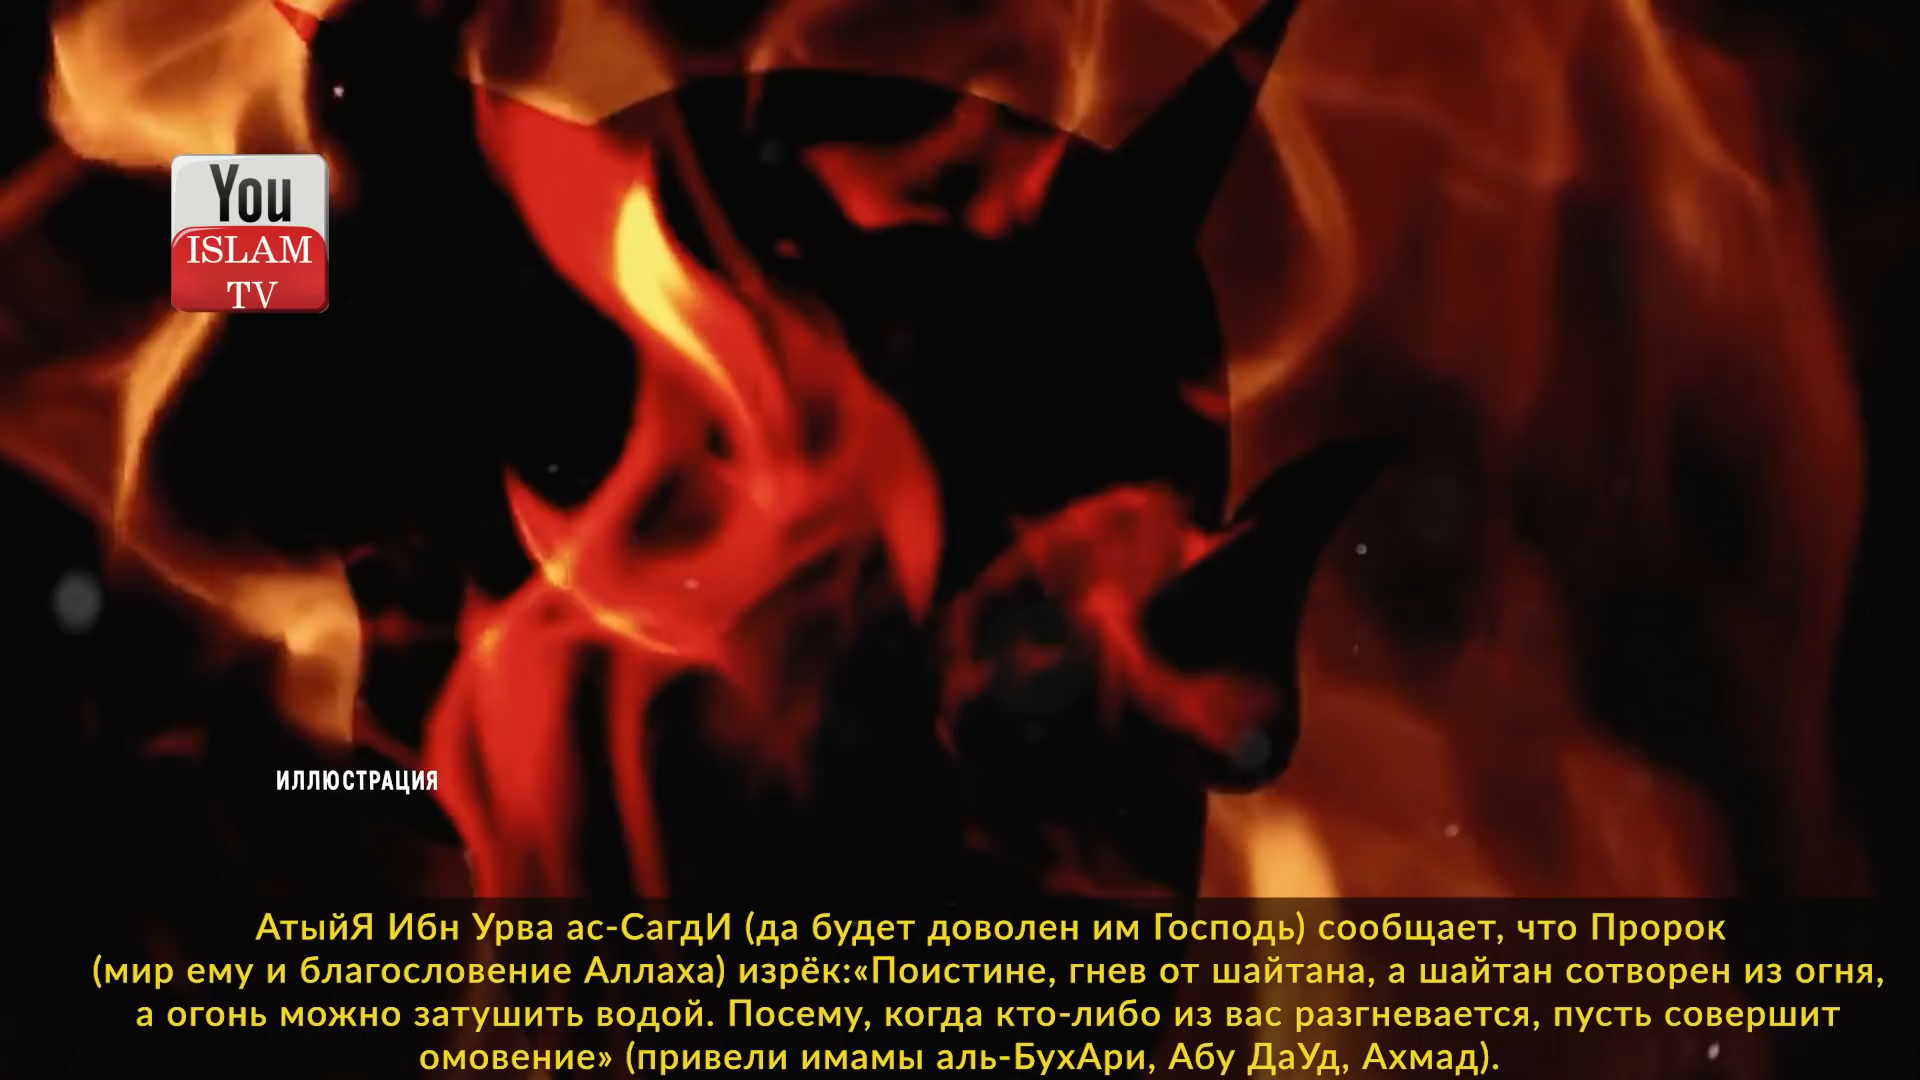 You
ISLAM
TV
ИЛЛЮСТРАЦИЯ
АтыйЯ Ибн Урва ас-СагдИ (да будет доволен им Господь) сообщает, что Пророк
(мир ему и благословение Аллаха) изрёк:«Поистине, гнев от шайтана, а шайтан сотворен из огня,
а огонь можно затушить водой. Посему, когда кто-либо из вас разгневается, пусть совершит
омовение» (привели имамы аль-БухАри, Абу ДаУд, Ахмад).